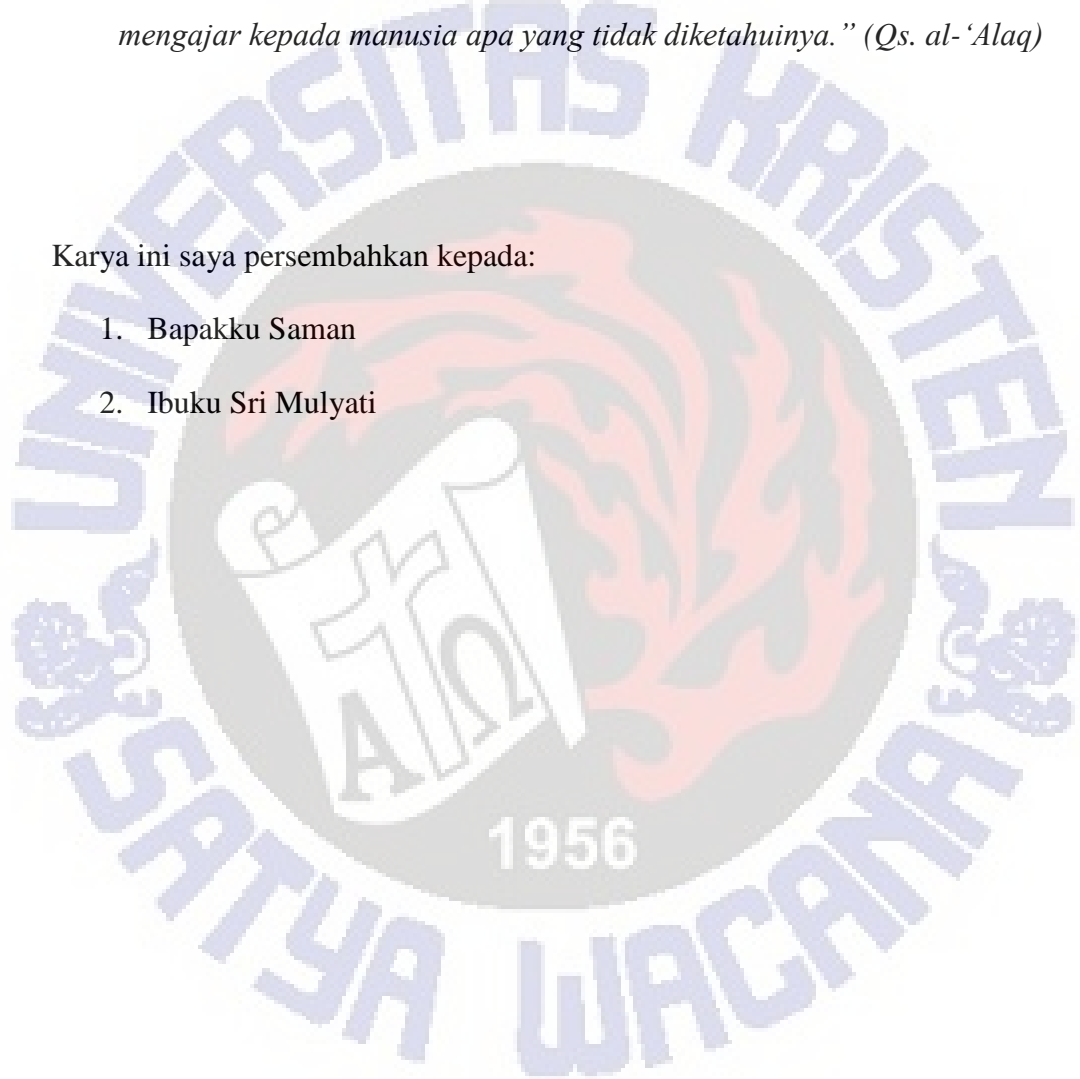 mengajar kepada manusia apa yang tidak diketahuinya.” (Qs. al-‘Alaq)
Karya ini saya persembahkan kepada:
1. Bapakku Saman
2. Ibuku Sri Mulyati
UNIVERSITAS KRISTEN
SATYA WACANA
A Ω
1956